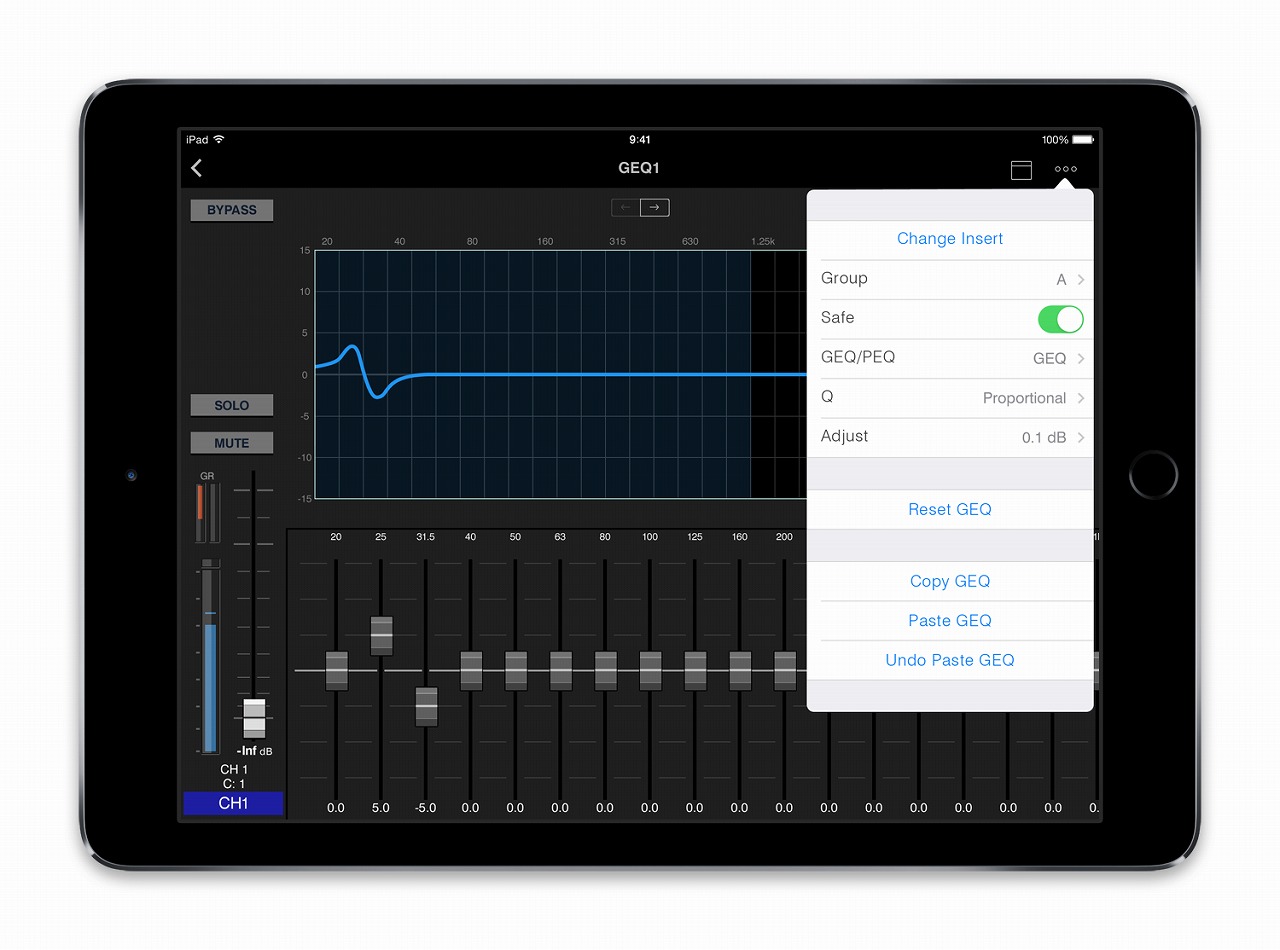 iPad 9:41 100%
GEQ1
BYPASS
20 40 80 160 315 630 1.25k
15
10
5
0
-5
-10
-15
SOLO
MUTE
GR
-Inf dB
CH 1
C: 1
CH1
20 25 31.5 40 50 63 80 100 125 160 200
0.0 5.0 -5.0 0.0 0.0 0.0 0.0 0.0 0.0 0.0 0.0 0.0 0.0 0.0 0.0 0.0 0.0
Change Insert
Group A
Safe
GEQ/PEQ GEQ
Q Proportional
Adjust 0.1 dB
Reset GEQ
Copy GEQ
Paste GEQ
Undo Paste GEQ